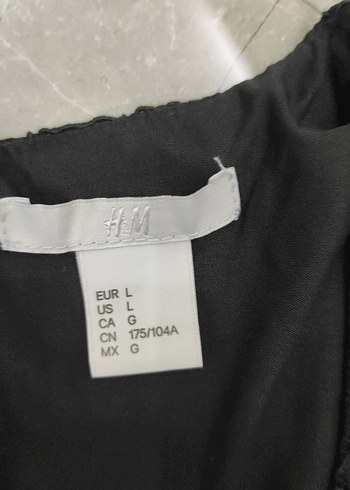 H&M
EUR L
US L
CA G
CN 175/104A
MX G